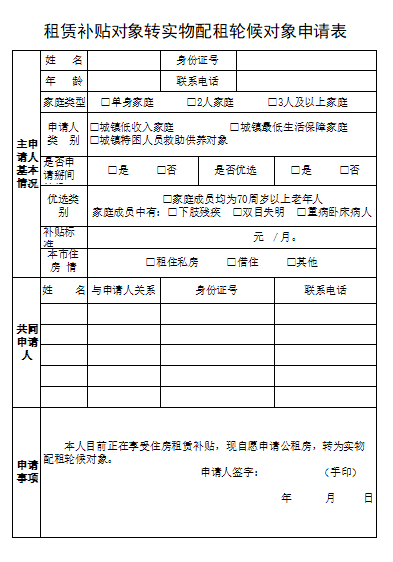 租赁补贴对象转实物配租轮候对象申请表
主申请人基本情况
姓 名 身份证号
年 龄 联系电话
家庭类型 □单身家庭 □2人家庭 □3人及以上家庭
申请人类 别 □城镇低收入家庭 □城镇最低生活保障家庭
□城镇特困人员救助供养对象
是否申请短间 □是 □否 是否优选 □是 □否
优选类别 □家庭成员均为70周岁以上老年人
家庭成员中有：□下肢残疾 □双目失明 □重病卧床病人
补贴标准 元 /月。
本市住房 情 □租住私房 □借住 □其他
共同申请人
姓 名 与申请人关系 身份证号 联系电话
申请事项
本人目前正在享受住房租赁补贴，现自愿申请公租房，转为实物
配租轮候对象。
申请人签字： （手印）
年 月 日